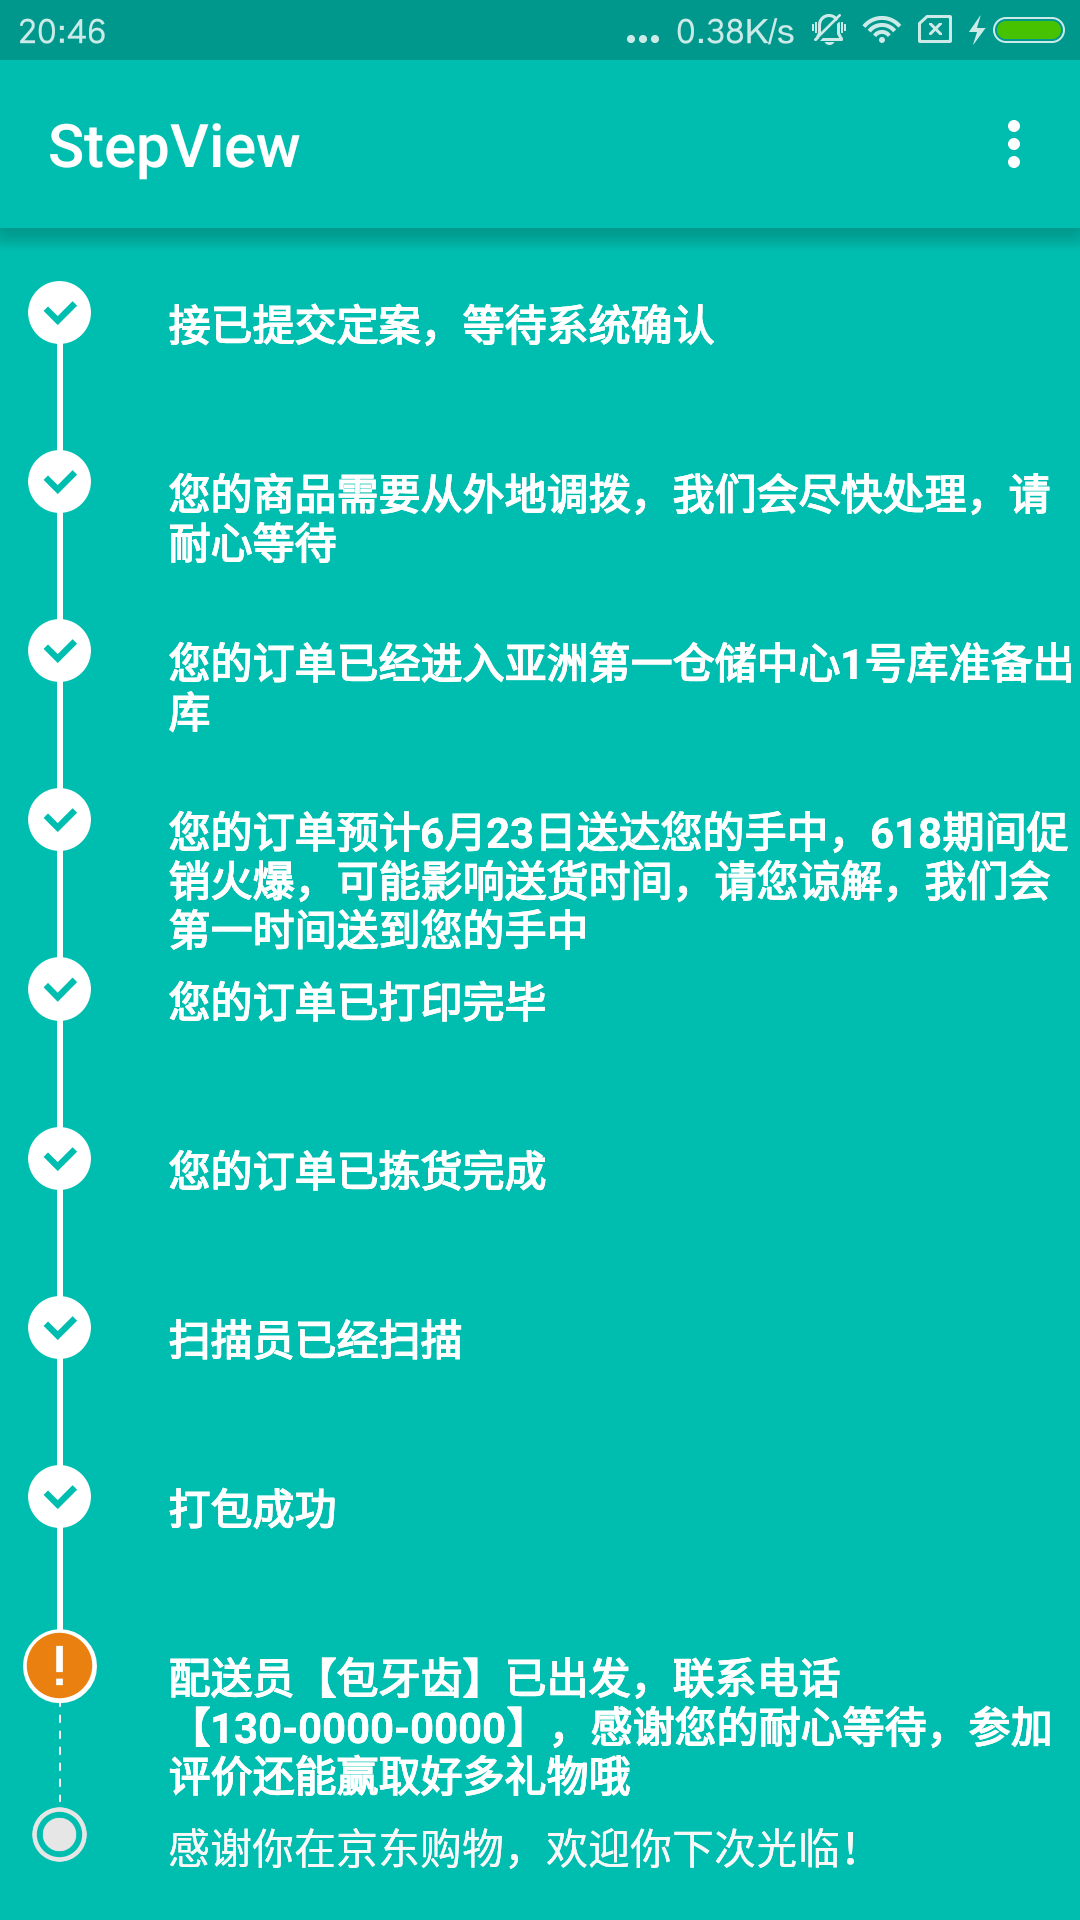 20:46
... 0.38K/s
StepView
接已提交定案，等待系统确认
您的商品需要从外地调拨，我们会尽快处理，请
耐心等待
您的订单已经进入亚洲第一仓储中心1号库准备出
库
您的订单预计6月23日送达您的手中，618期间促
销火爆，可能影响送货时间，请您谅解，我们会
第一时间送到您的手中
您的订单已打印完毕
您的订单已拣货完成
扫描员已经扫描
打包成功
配送员【包牙齿】已出发，联系电话
【130-0000-0000】，感谢您的耐心等待，参加
评价还能赢取好多礼物哦
感谢你在京东购物，欢迎你下次光临！